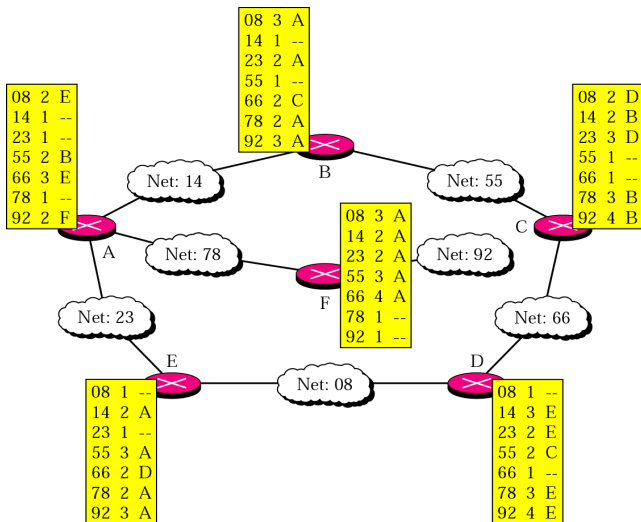 08 3 A
14 1 --
23 2 A
55 1 --
66 2 C
78 2 A
92 3 A
08 2 E
14 1 --
23 1 --
55 2 B
66 3 E
78 1 --
92 2 F
08 2 D
14 2 B
23 3 D
55 1 --
66 1 --
78 3 B
92 4 B
B
Net: 14
Net: 55
A
C
08 3 A
14 2 A
23 2 A
55 3 A
66 4 A
78 1 --
92 1 --
Net: 78
Net: 92
F
Net: 23
Net: 66
E
D
Net: 08
08 1 --
14 2 A
23 1 --
55 3 A
66 2 D
78 2 A
92 3 A
08 1 --
14 3 E
23 2 E
55 2 C
66 1 --
78 3 E
92 4 E